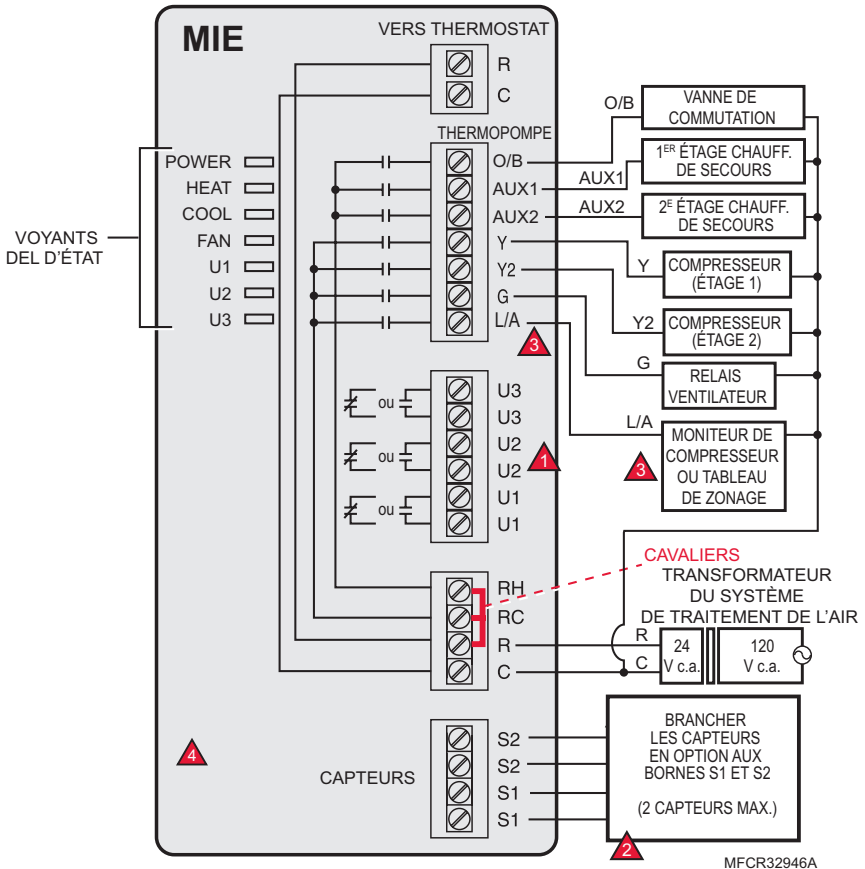 MIE
VERS THERMOSTAT
R
C
THERMOPOMPE
O/B
AUX1
AUX2
Y
Y2
G
L/A
3
POWER
HEAT
COOL
FAN
U1
U2
U3
VOYANTS
DEL D'ÉTAT
O/B
VANNE DE
COMMUTATION
AUX1
1ER ÉTAGE CHAUFF.
DE SECOURS
AUX2
2E ÉTAGE CHAUFF.
DE SECOURS
Y
COMPRESSEUR
(ÉTAGE 1)
Y2
COMPRESSEUR
(ÉTAGE 2)
G
RELAIS
VENTILATEUR
L/A
3
MONITEUR DE
COMPRESSEUR
OU TABLEAU
DE ZONAGE
ou
ou
ou
U3
U3
U2
U2
U1
U1
1
RH
RC
R
C
CAVALIERS
TRANSFORMATEUR
DU SYSTÈME
DE TRAITEMENT DE L'AIR
R
C
24
V c.a.
120
V c.a.
4
CAPTEURS
S2
S2
S1
S1
BRANCHER
LES CAPTEURS
EN OPTION AUX
BORNES S1 ET S2
(2 CAPTEURS MAX.)
2
MFCR32946A